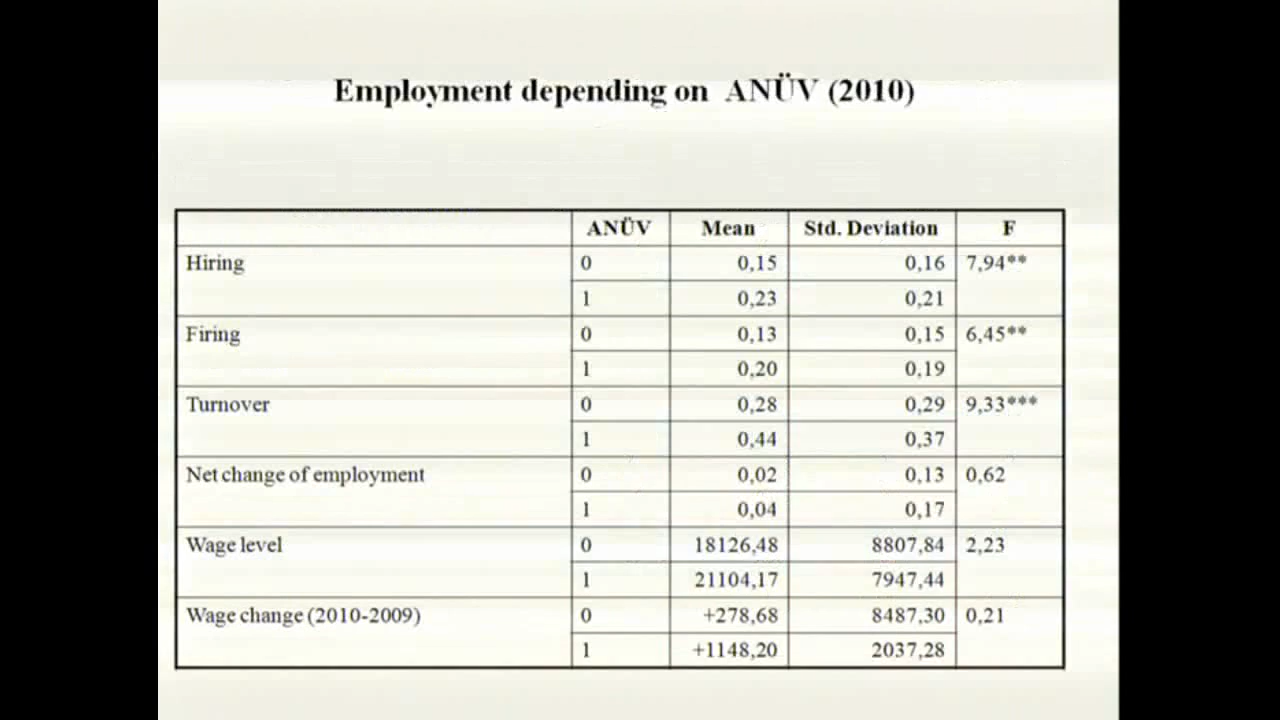 Employment depending on ANÜV (2010)
ANÜV Mean Std. Deviation F
Hiring 0 0,15 0,16 7,94**
1 0,23 0,21
Firing 0 0,13 0,15 6,45**
1 0,20 0,19
Turnover 0 0,28 0,29 9,33***
1 0,44 0,37
Net change of employment 0 0,02 0,13 0,62
1 0,04 0,17
Wage level 0 18126,48 8807,84 2,23
1 21104,17 7947,44
Wage change (2010-2009) 0 +278,68 8487,30 0,21
1 +1148,20 2037,28